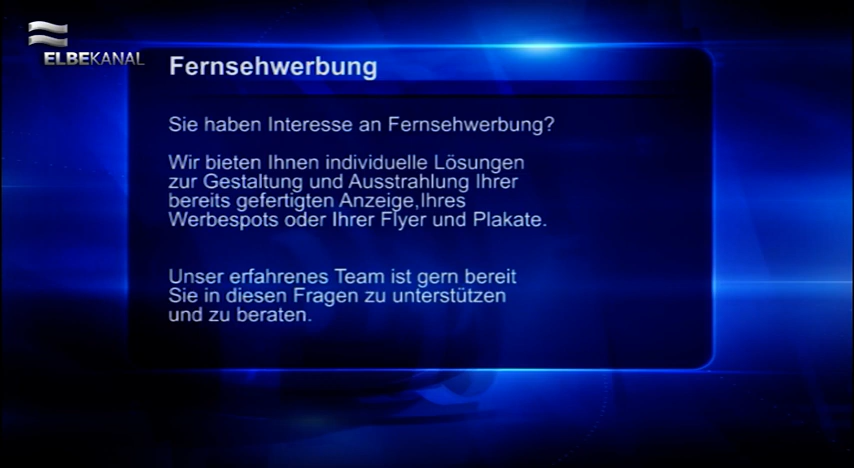 ELBEKANAL
Fernsehwerbung
Sie haben Interesse an Fernsehwerbung?
Wir bieten Ihnen individuelle Lösungen
zur Gestaltung und Ausstrahlung Ihrer
bereits gefertigten Anzeige,Ihres
Werbespots oder Ihrer Flyer und Plakate.
Unser erfahrenes Team ist gern bereit
Sie in diesen Fragen zu unterstützen
und zu beraten.